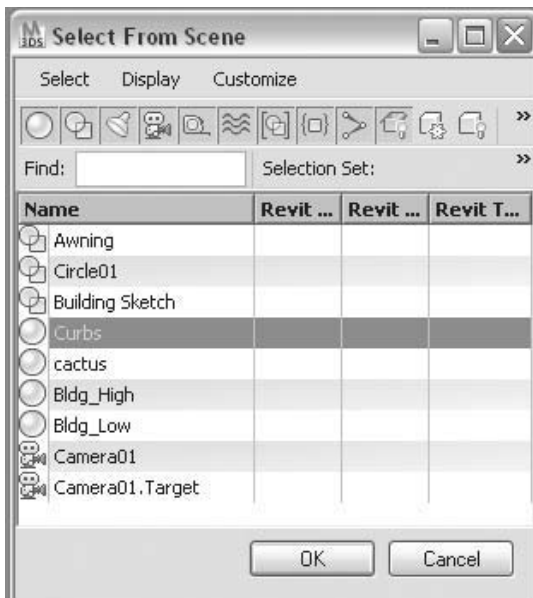 3DS Select From Scene
Select Display Customize
Find: Selection Set:
Name Revit ... Revit ... Revit T...
Awning
Circle01
Building Sketch
Curbs
cactus
Bldg_High
Bldg_Low
Camera01
Camera01.Target
OK Cancel